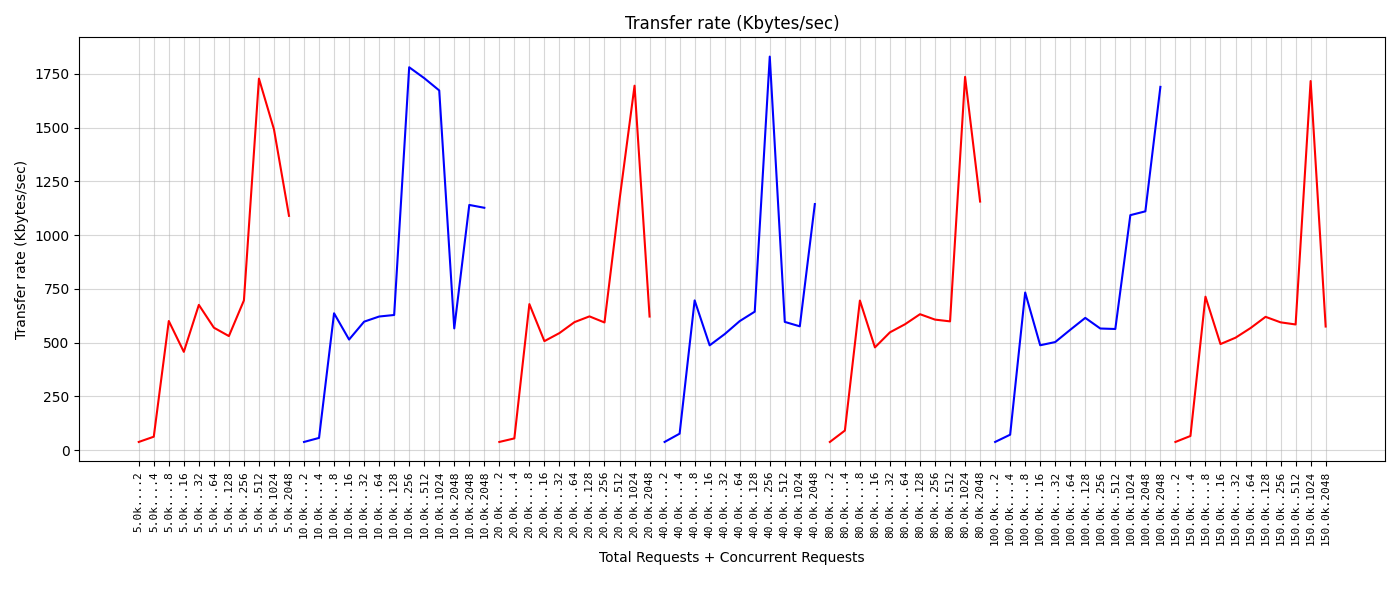 Transfer rate (Kbytes/sec)
Transfer rate (Kbytes/sec)
1750
1500
1250
1000
750
500
250
0
5.0k....2
5.0k....4
5.0k....8
5.0k...16
5.0k...32
5.0k...64
5.0k..128
5.0k..256
5.0k..512
5.0k.1024
5.0k.2048
10.0k....2
10.0k....4
10.0k....8
10.0k...16
10.0k...32
10.0k...64
10.0k..128
10.0k..256
10.0k..512
10.0k.1024
10.0k.2048
10.0k.2048
10.0k.2048
20.0k....2
20.0k....4
20.0k....8
20.0k...16
20.0k...32
20.0k...64
20.0k..128
20.0k..256
20.0k..512
20.0k.1024
20.0k.2048
40.0k....2
40.0k....4
40.0k....8
40.0k...16
40.0k...32
40.0k...64
40.0k..128
40.0k..256
40.0k..512
40.0k.1024
40.0k.2048
80.0k....2
80.0k....4
80.0k....8
80.0k...16
80.0k...32
80.0k...64
80.0k..128
80.0k..256
80.0k..512
80.0k.1024
80.0k.2048
100.0k....2
100.0k....4
100.0k....8
100.0k...16
100.0k...32
100.0k...64
100.0k..128
100.0k..256
100.0k..512
100.0k.1024
100.0k.2048
100.0k.2048
150.0k....2
150.0k....4
150.0k....8
150.0k...16
150.0k...32
150.0k...64
150.0k..128
150.0k..256
150.0k..512
150.0k.1024
150.0k.2048
Total Requests + Concurrent Requests